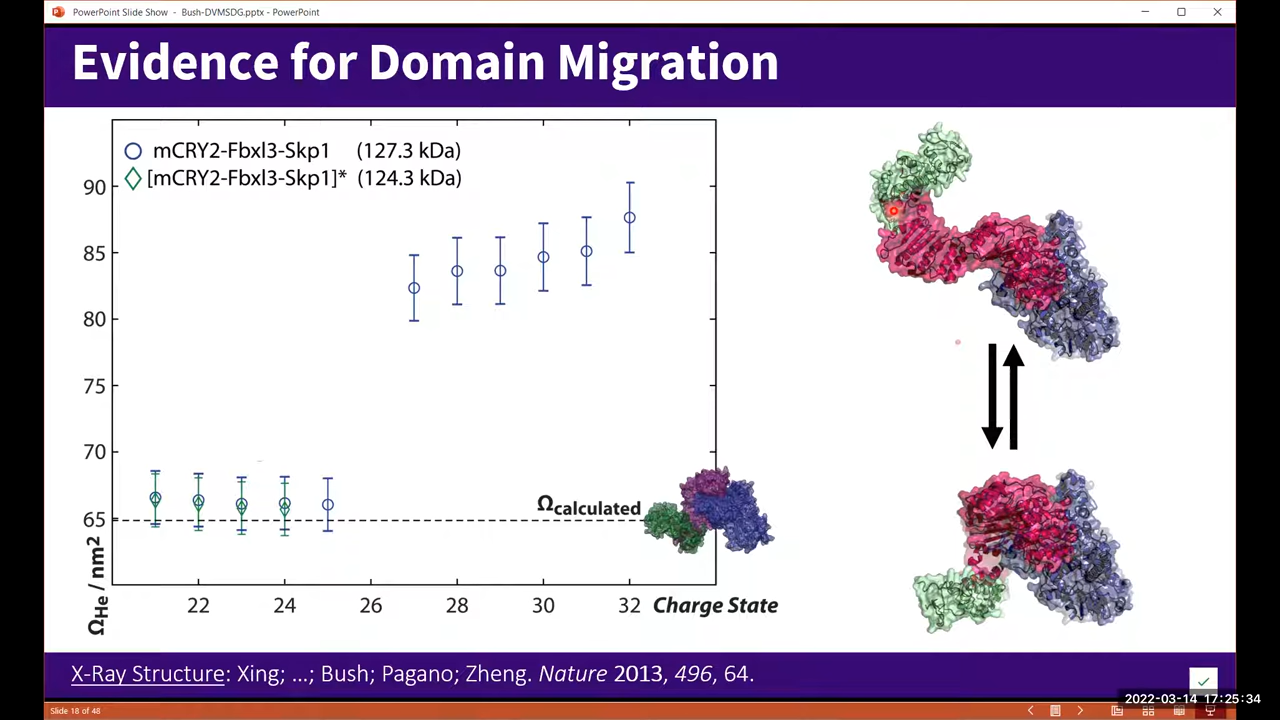 PowerPoint Slide Show - Bush-DVMSDG.pptx - PowerPoint
Evidence for Domain Migration
mCRY2-Fbxl3-Skp1 (127.3 kDa)
[mCRY2-Fbxl3-Skp1]* (124.3 kDa)
90
85
80
75
70
65
Ωcalculated
ΩHe / nm²
22
24
26
28
30
32
Charge State
X-Ray Structure: Xing; ...; Bush; Pagano; Zheng. Nature 2013, 496, 64.
2022-03-14 17:25:34
Slide 18 of 48